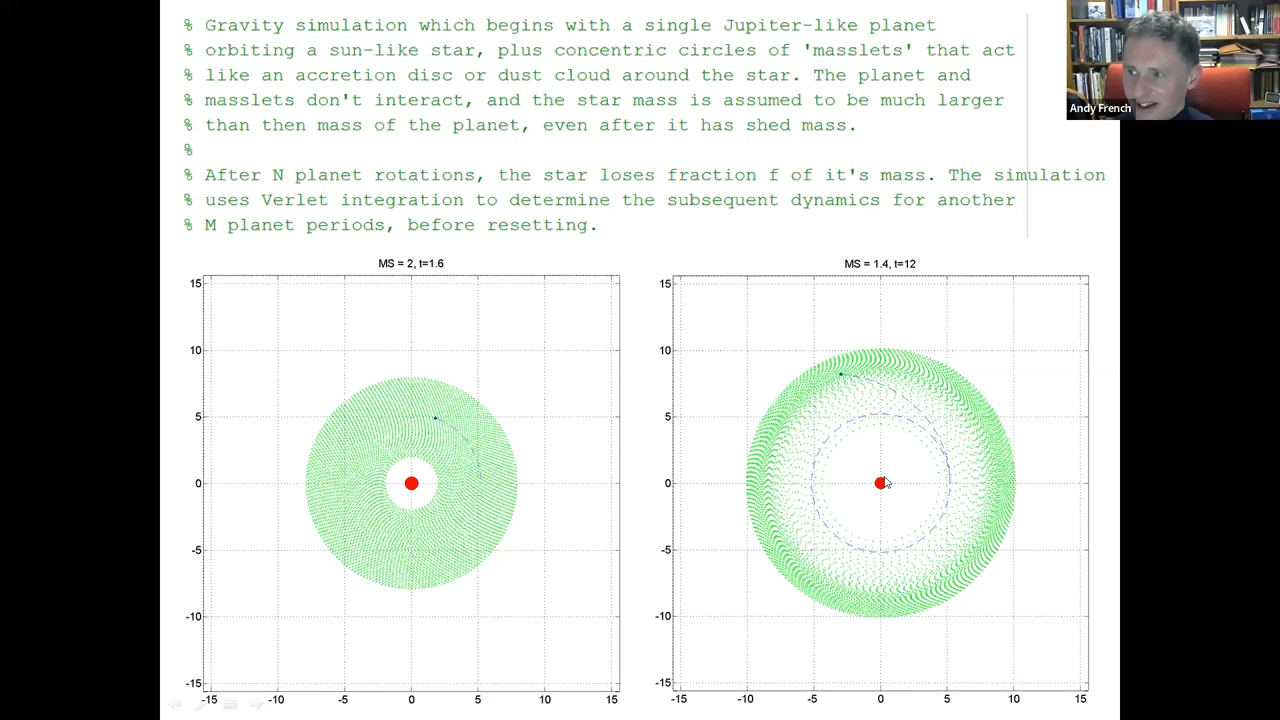 % Gravity simulation which begins with a single Jupiter-like planet
% orbiting a sun-like star, plus concentric circles of 'masslets' that act
% like an accretion disc or dust cloud around the star. The planet and
% masslets don't interact, and the star mass is assumed to be much larger
% than then mass of the planet, even after it has shed mass.
%
% After N planet rotations, the star loses fraction f of it's mass. The simulation
% uses Verlet integration to determine the subsequent dynamics for another
% M planet periods, before resetting.
Andy French
MS = 2, t=1.6
15
10
5
0
-5
-10
-15
-15 -10 -5 0 5 10 15
MS = 1.4, t=12
15
10
5
0
-5
-10
-15
-15 -10 -5 0 5 10 15